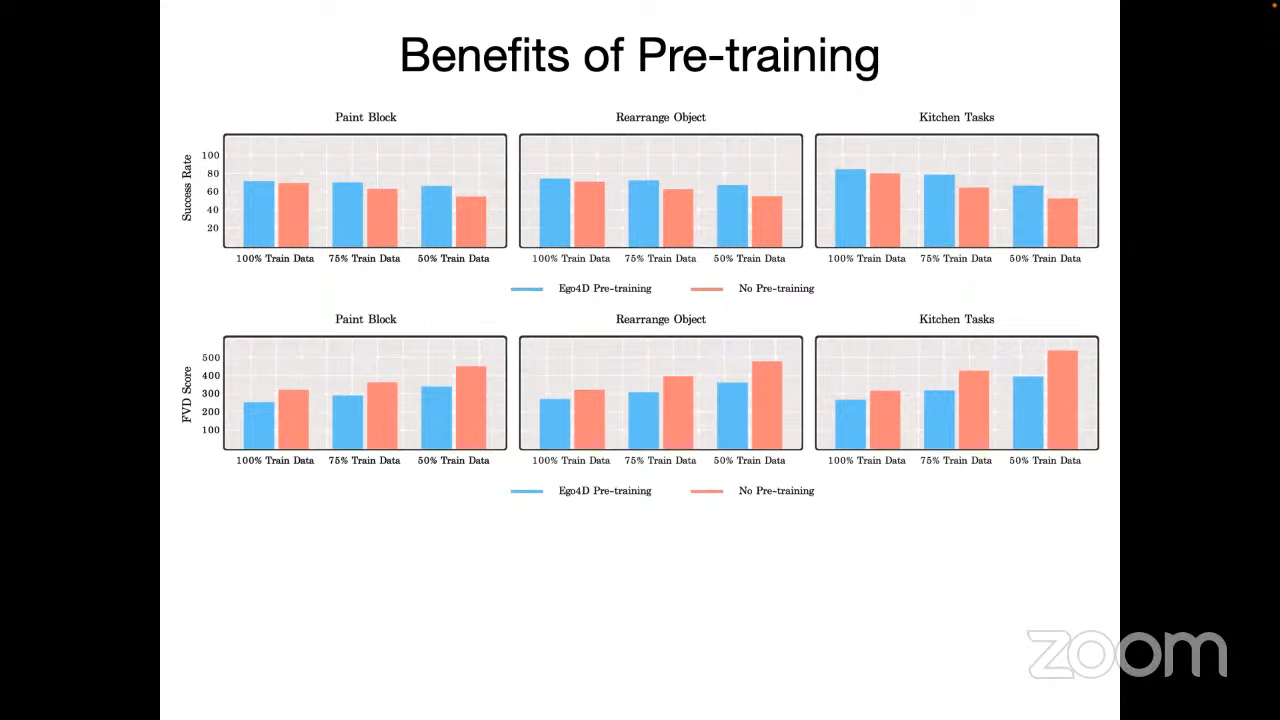 Benefits of Pre-training
Paint Block
Rearrange Object
Kitchen Tasks
Success Rate
100
80
60
40
20
100% Train Data 75% Train Data 50% Train Data
100% Train Data 75% Train Data 50% Train Data
100% Train Data 75% Train Data 50% Train Data
Ego4D Pre-training No Pre-training
Paint Block
Rearrange Object
Kitchen Tasks
FVD Score
500
400
300
200
100
100% Train Data 75% Train Data 50% Train Data
100% Train Data 75% Train Data 50% Train Data
100% Train Data 75% Train Data 50% Train Data
Ego4D Pre-training No Pre-training
zoom